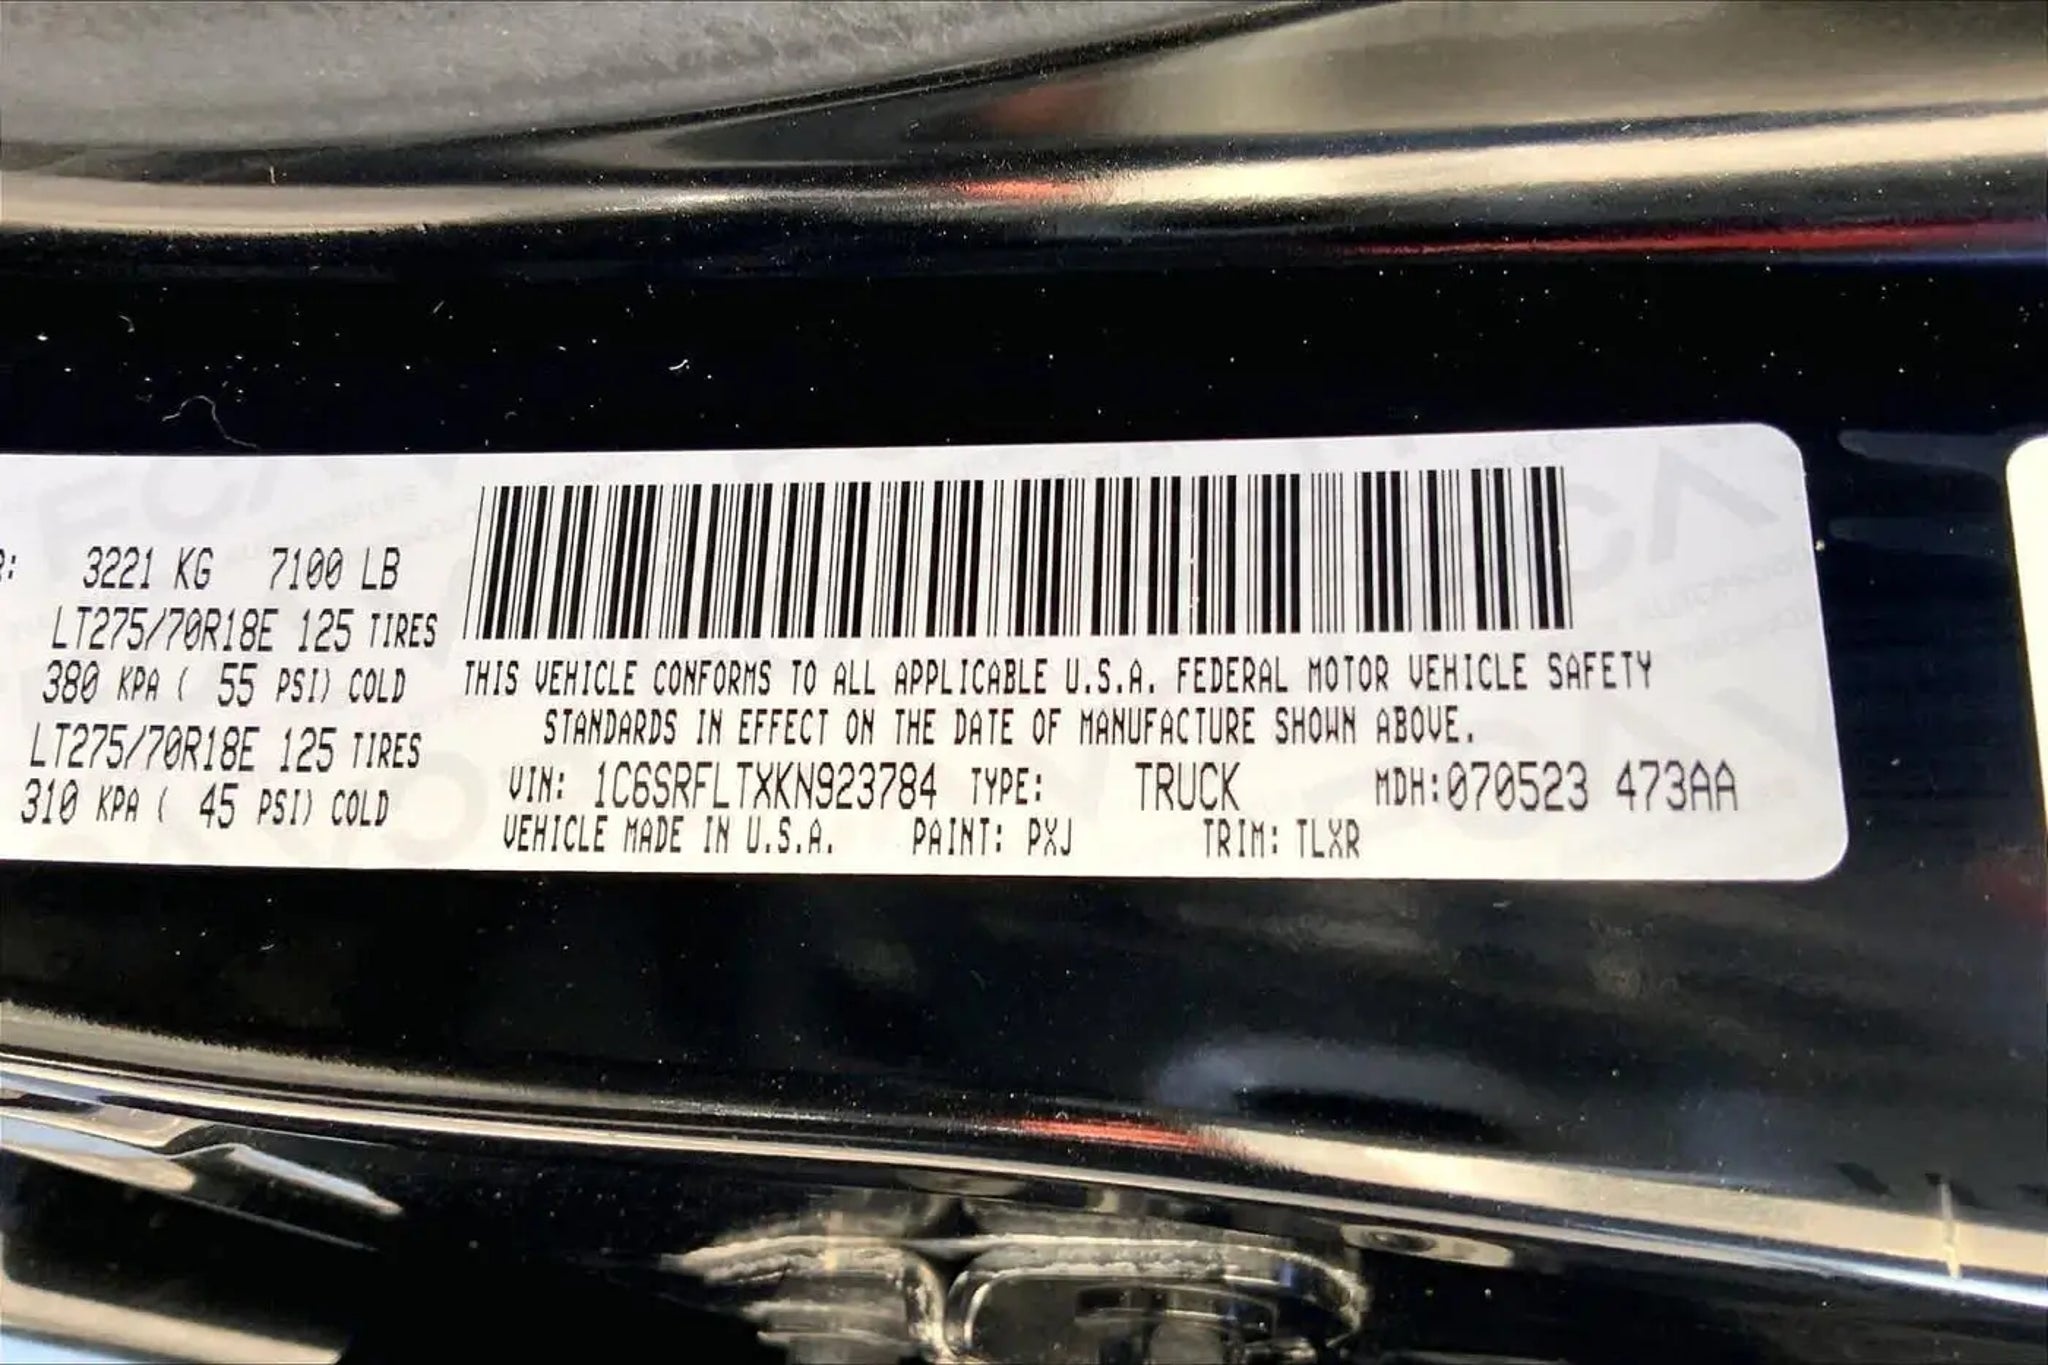 3221 KG 7100 LB
LT275/70R18E 125 TIRES
380 KPA ( 55 PSI) COLD
LT275/70R18E 125 TIRES
310 KPA ( 45 PSI) COLD
THIS VEHICLE CONFORMS TO ALL APPLICABLE U.S.A. FEDERAL MOTOR VEHICLE SAFETY
STANDARDS IN EFFECT ON THE DATE OF MANUFACTURE SHOWN ABOVE.
VIN: 1C6SRFLTXKN923784 TYPE: TRUCK MDH:070523 473AA
VEHICLE MADE IN U.S.A. PAINT: PXJ TRIM: TLXR